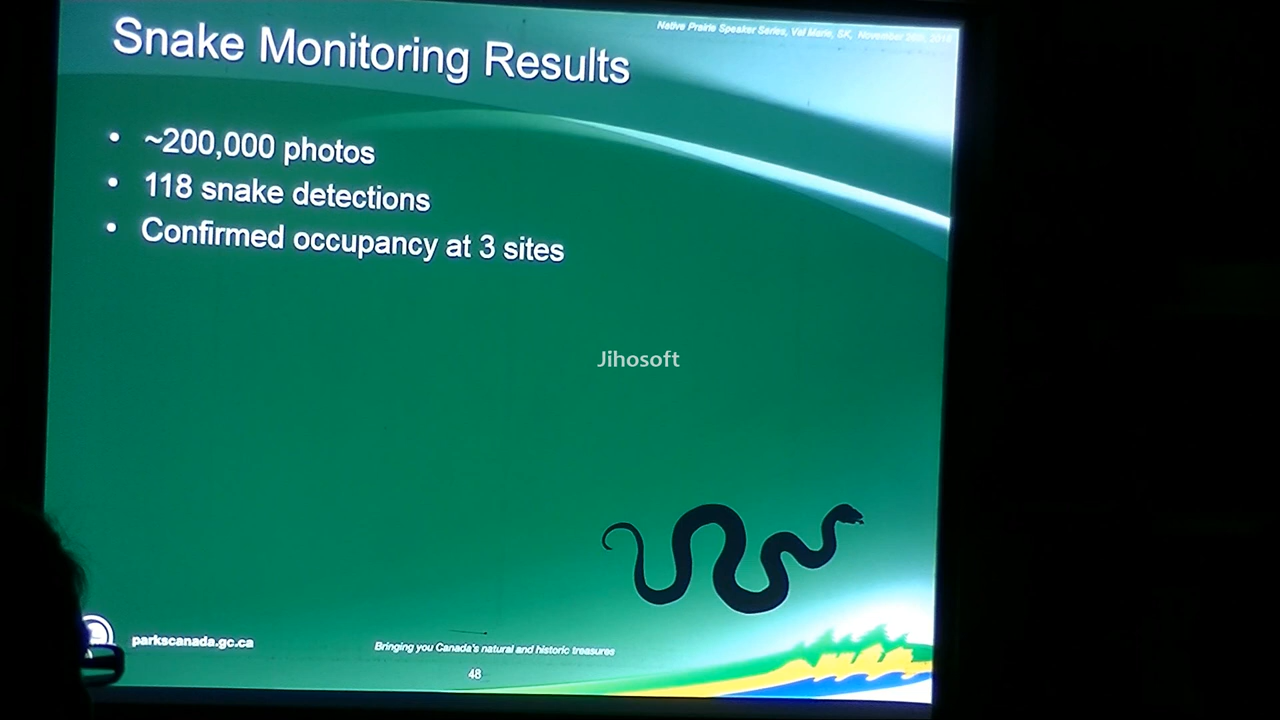 Native Prairie Speaker Series, Val Marie, SK, November
Snake Monitoring Results
• ~200,000 photos
• 118 snake detections
• Confirmed occupancy at 3 sites
Jihosoft
parkscanada.gc.ca
Bringing you Canada's natural and historic treasures
48